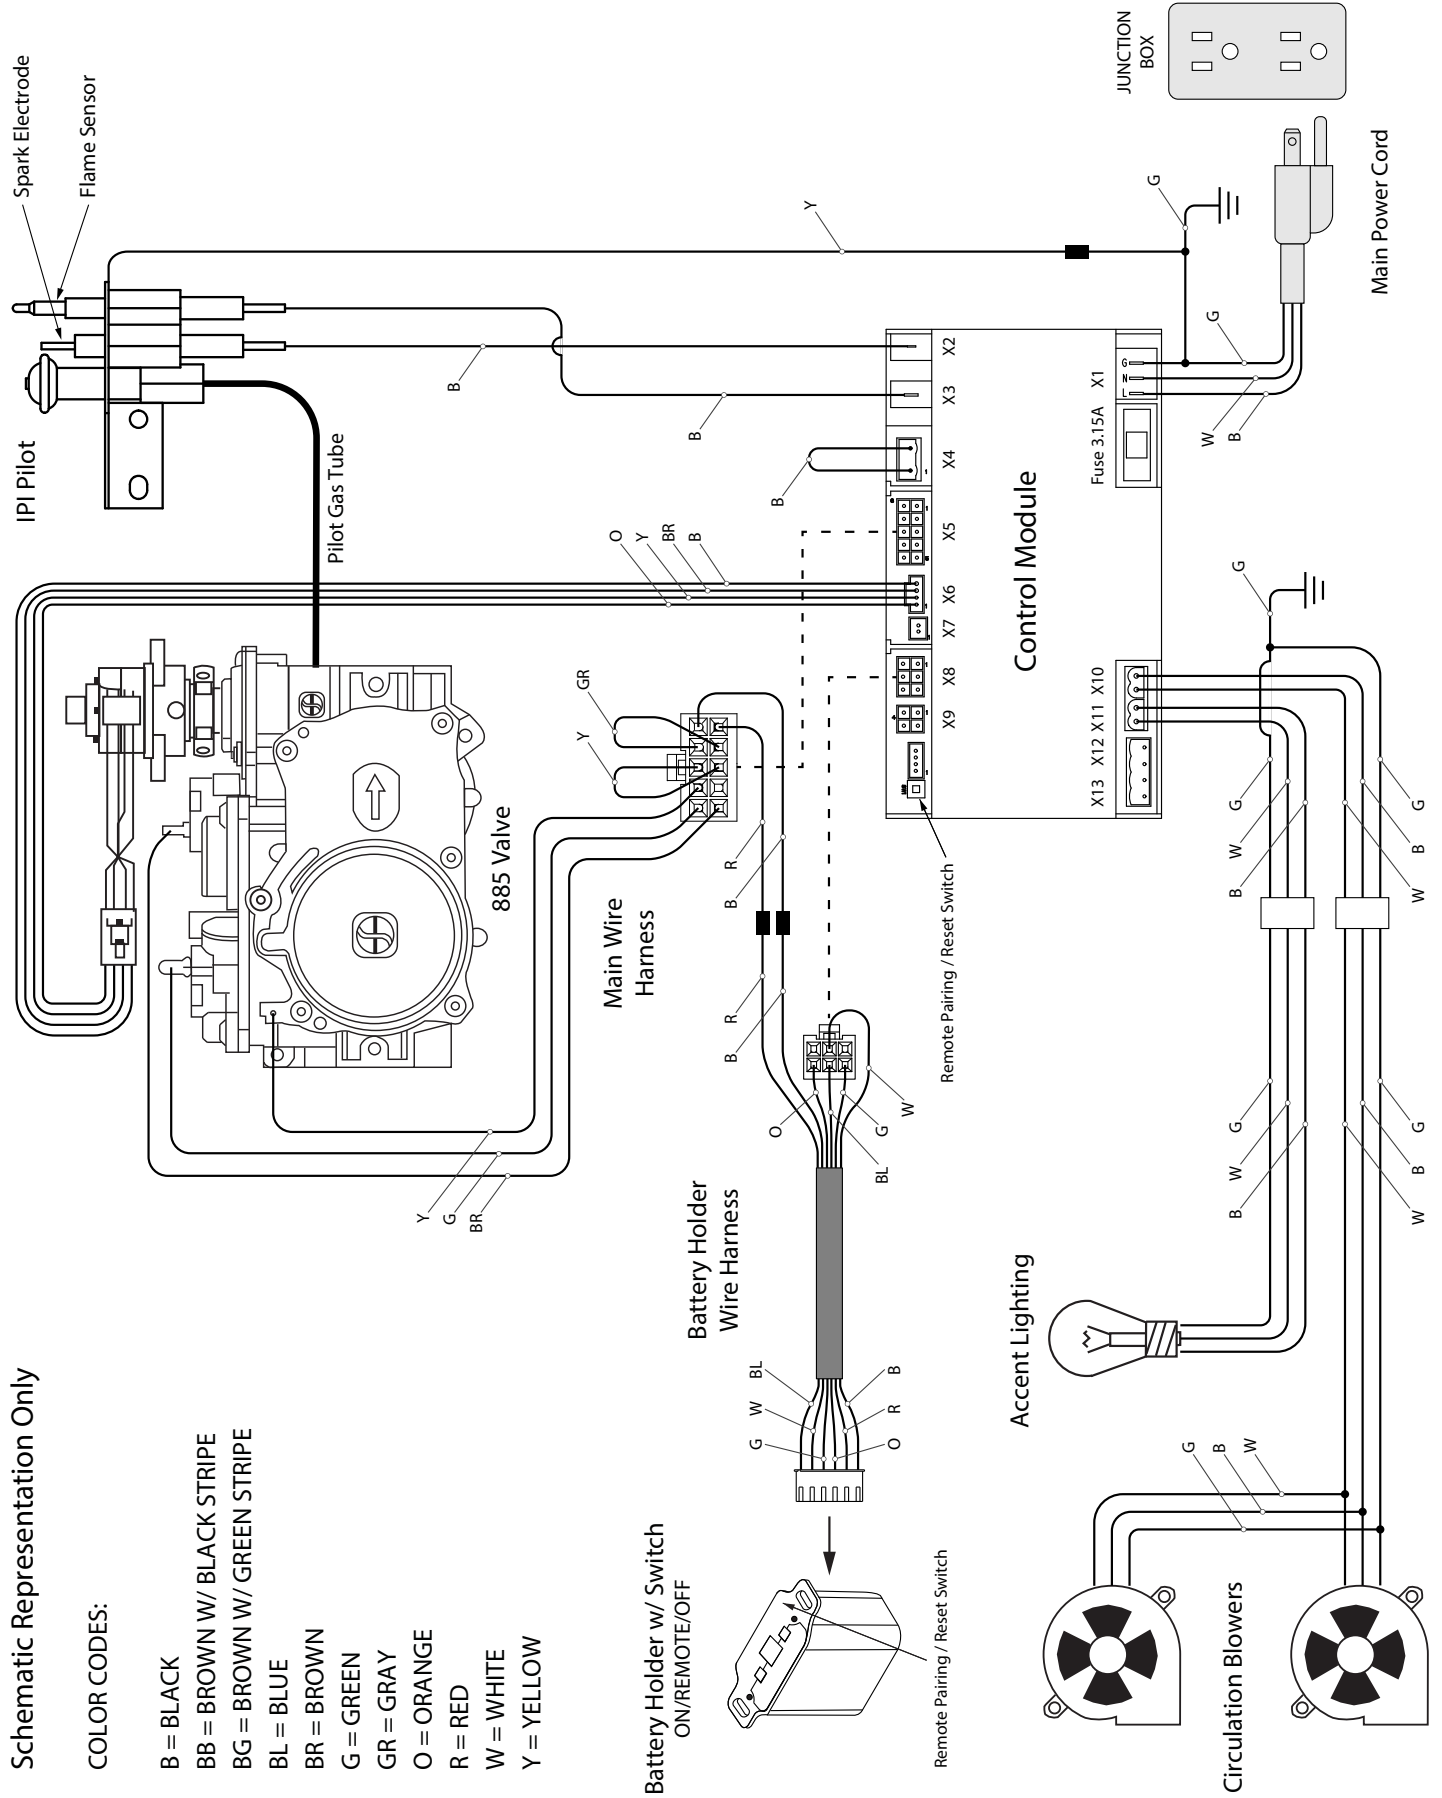 Schematic Representation Only
COLOR CODES:
B = BLACK
BB = BROWN W/ BLACK STRIPE
BG = BROWN W/ GREEN STRIPE
BL = BLUE
BR = BROWN
G = GREEN
GR = GRAY
O = ORANGE
R = RED
W = WHITE
Y = YELLOW
IPI Pilot
Spark Electrode
Flame Sensor
Pilot Gas Tube
885 Valve
Y
G
BR
Main Wire
Harness
GR
Y
O
Y
BR
B
B
B
B
Y
R
B
R
B
Battery Holder
Wire Harness
O
BL
G
W
BL
W
G
B
R
O
Battery Holder w/ Switch
ON/REMOTE/OFF
Remote Pairing / Reset Switch
Remote Pairing / Reset Switch
Control Module
X2
X3
X4
X5
X6
X7
X8
X9
X1
G
N
L
Fuse 3.15A
X10
X11
X12
X13
JUNCTION
BOX
Main Power Cord
G
G
W
B
G
G
W
B
G
B
W
G
W
B
G
B
W
Accent Lighting
G
B
W
Circulation Blowers